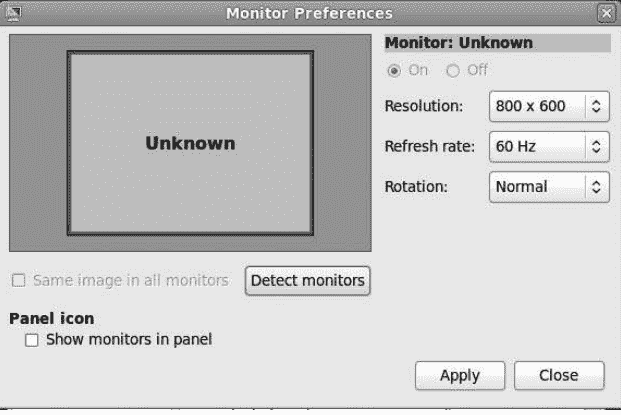 Monitor Preferences
Monitor: Unknown
On Off
Unknown
Resolution: 800 x 600
Refresh rate: 60 Hz
Rotation: Normal
Same image in all monitors Detect monitors
Panel icon
Show monitors in panel
Apply Close